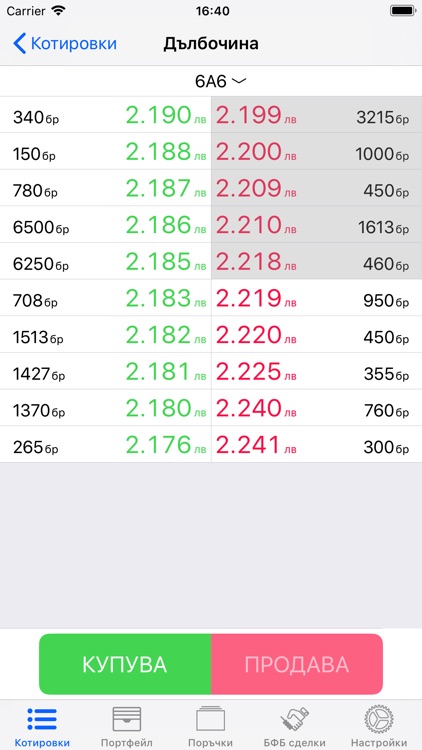 Carrier 16:40
Котировки Дълбочина
6A6
340бр 2.190лв 2.199лв 3215бр
150бр 2.188лв 2.200лв 1000бр
780бр 2.187лв 2.209лв 450бр
6500бр 2.186лв 2.210лв 1613бр
6250бр 2.185лв 2.218лв 460бр
708бр 2.183лв 2.219лв 950бр
1513бр 2.182лв 2.220лв 450бр
1427бр 2.181лв 2.225лв 355бр
1370бр 2.180лв 2.240лв 760бр
265бр 2.176лв 2.241лв 300бр
КУПУВА ПРОДАВА
Котировки Портфейл Поръчки БФБ сделки Настройки